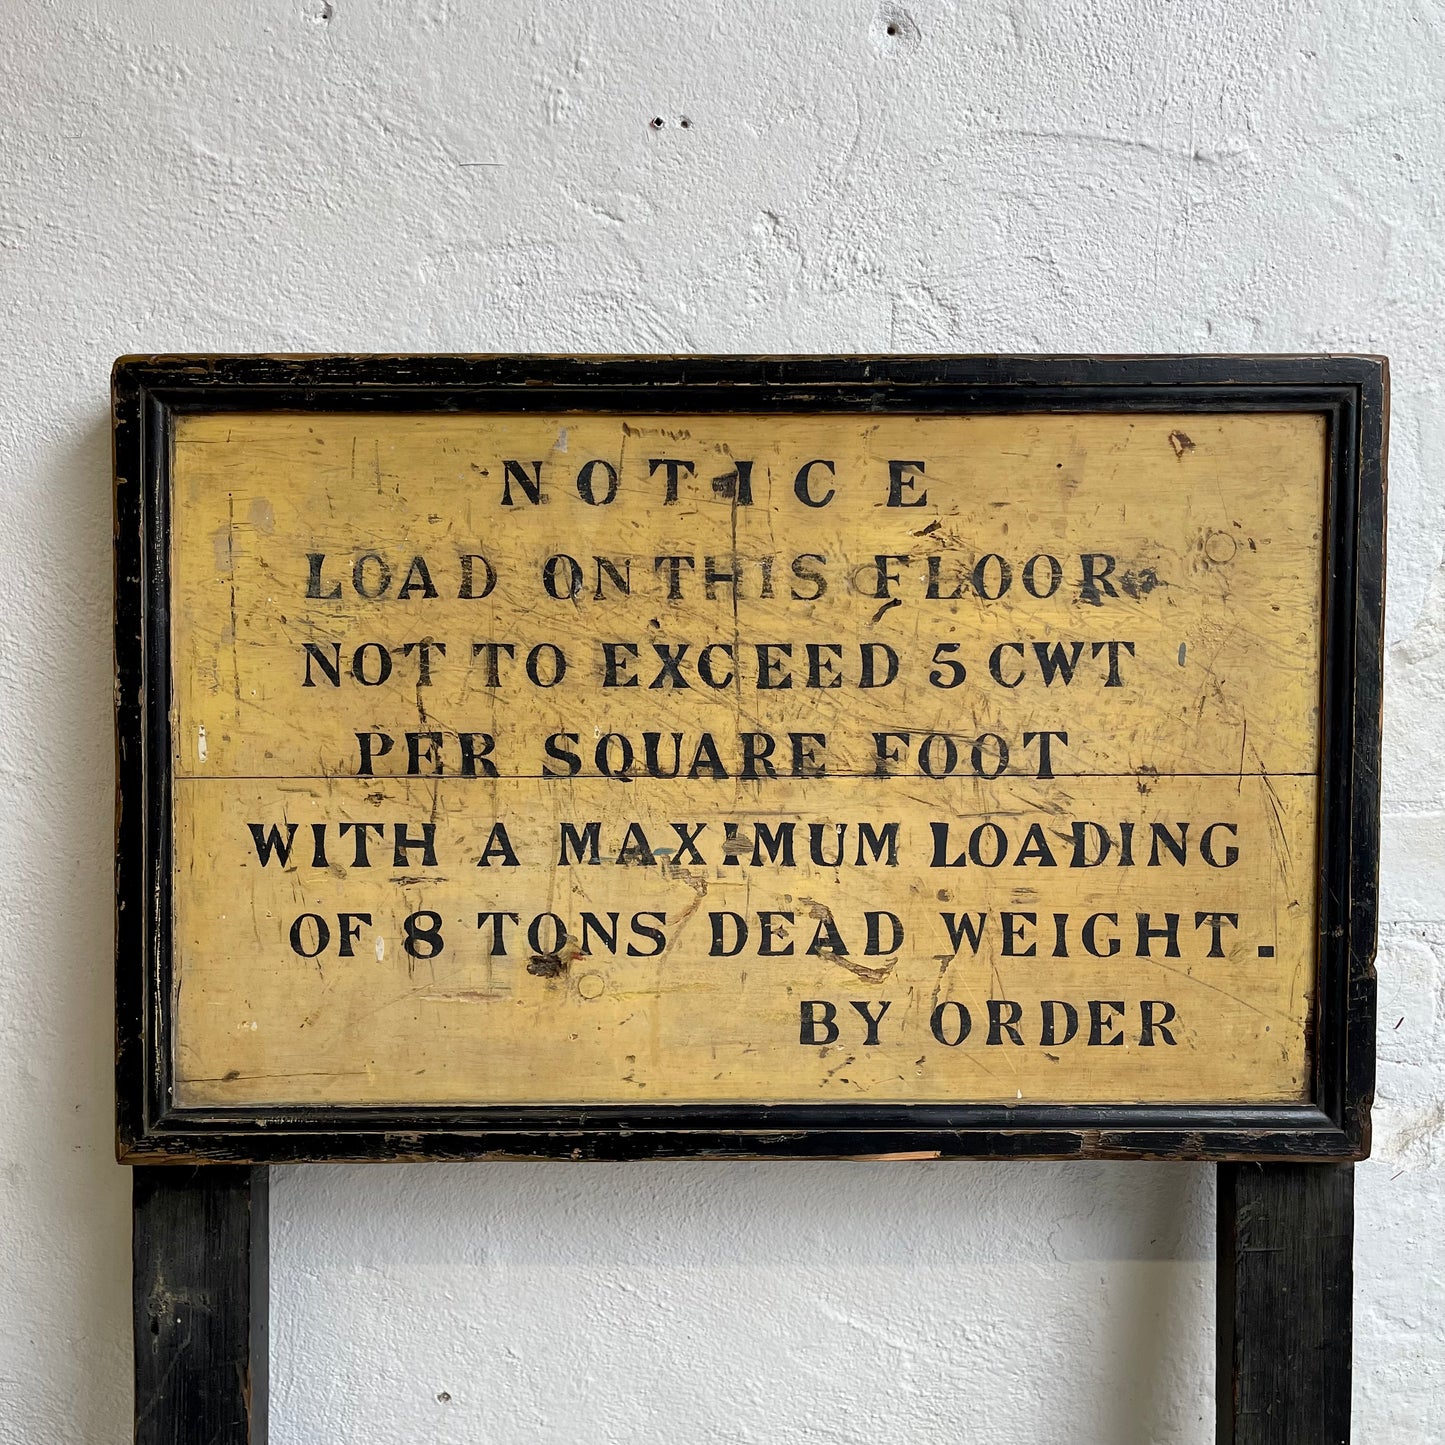 NOTICE
LOAD ON THIS FLOOR
NOT TO EXCEED 5 CWT
PER SQUARE FOOT
WITH A MAXIMUM LOADING
OF 8 TONS DEAD WEIGHT.
BY ORDER